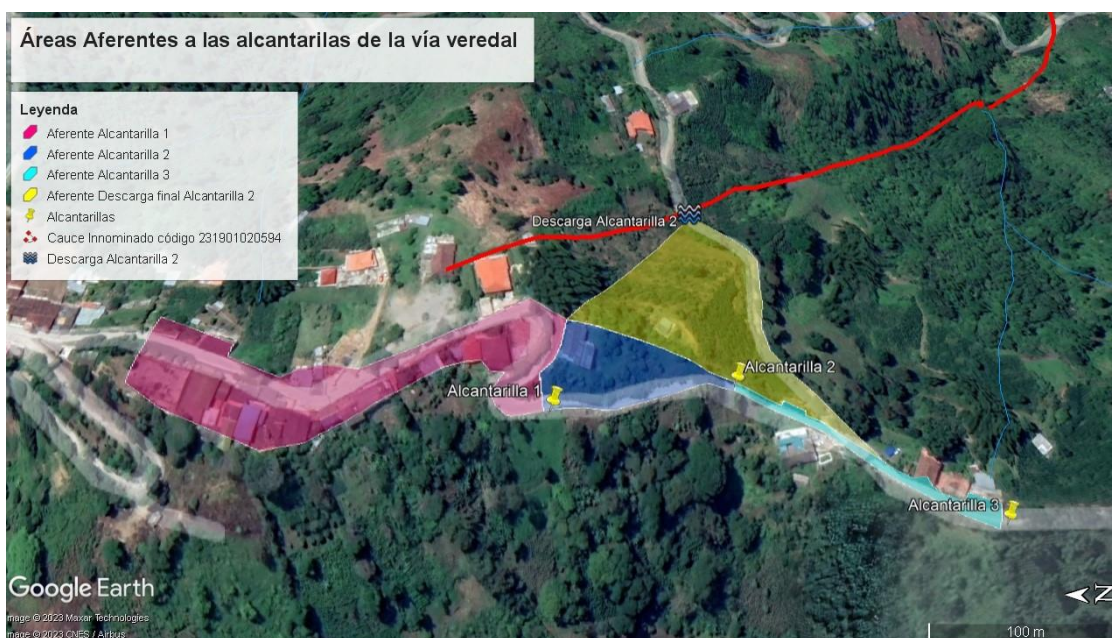 Áreas Aferentes a las alcantarilas de la vía veredal
Leyenda
Aferente Alcantarilla 1
Aferente Alcantarilla 2
Aferente Alcantarilla 3
Aferente Descarga final Alcantarilla 2
Alcantarillas
Cauce Innominado código 231901020594
Descarga Alcantarilla 2
Descarga Alcantarilla 2
Alcantarilla 2
Alcantarilla 1
Alcantarilla 3
Google Earth
N
mage © 2023 Maxar Technologies
mage © 2023 CNES / Airbus
100 m